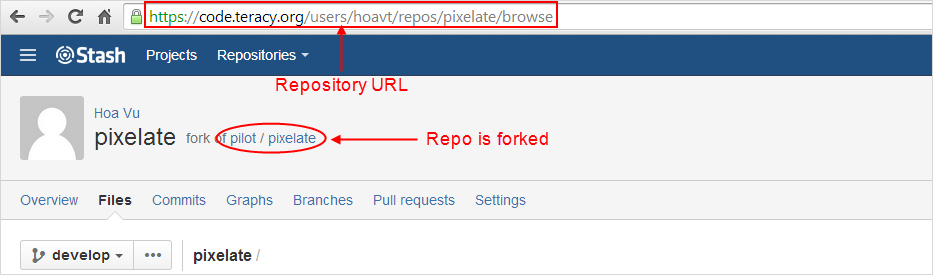 https://code.teracy.org/users/hoavt/repos/pixelate/browse
Stash Projects Repositories
Repository URL
Hoa Vu
pixelate fork of pilot / pixelate
Repo is forked
Overview Files Commits Graphs Branches Pull requests Settings
develop ••• pixelate /